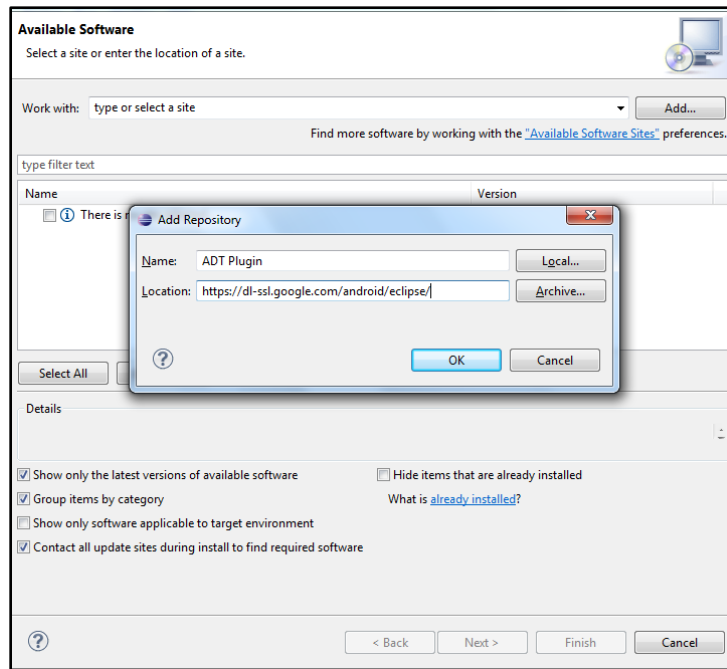 Available Software
Select a site or enter the location of a site.
Work with: type or select a site Add...
Find more software by working with the "Available Software Sites" preferences.
type filter text
Name Version
There is
Add Repository
Name: ADT Plugin Local...
Location: https://dl-ssl.google.com/android/eclipse/ Archive...
OK Cancel
Select All
Details
Show only the latest versions of available software Hide items that are already installed
Group items by category What is already installed?
Show only software applicable to target environment
Contact all update sites during install to find required software
< Back Next > Finish Cancel